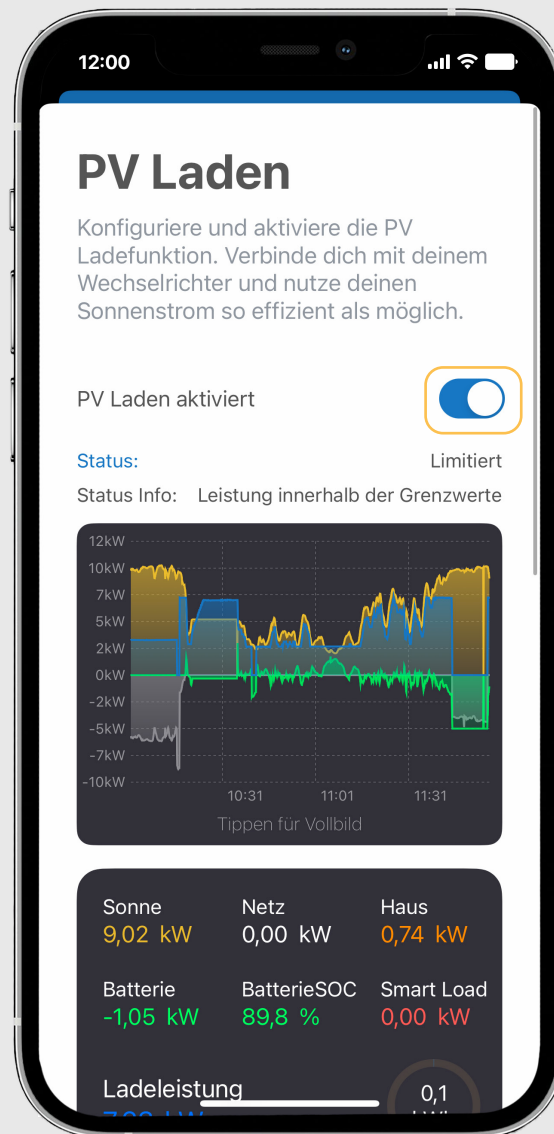 12:00
PV Laden
Konfiguriere und aktiviere die PV
Ladefunktion. Verbinde dich mit deinem
Wechselrichter und nutze deinen
Sonnenstrom so effizient als möglich.
PV Laden aktiviert
Status: Limitiert
Status Info: Leistung innerhalb der Grenzwerte
12kW
10kW
7kW
5kW
2kW
0kW
-2kW
-5kW
-7kW
-10kW
10:31 11:01 11:31
Tippen für Vollbild
Sonne Netz Haus
9,02 kW 0,00 kW 0,74 kW
Batterie BatterieSOC Smart Load
-1,05 kW 89,8 % 0,00 kW
Ladeleistung 0,1